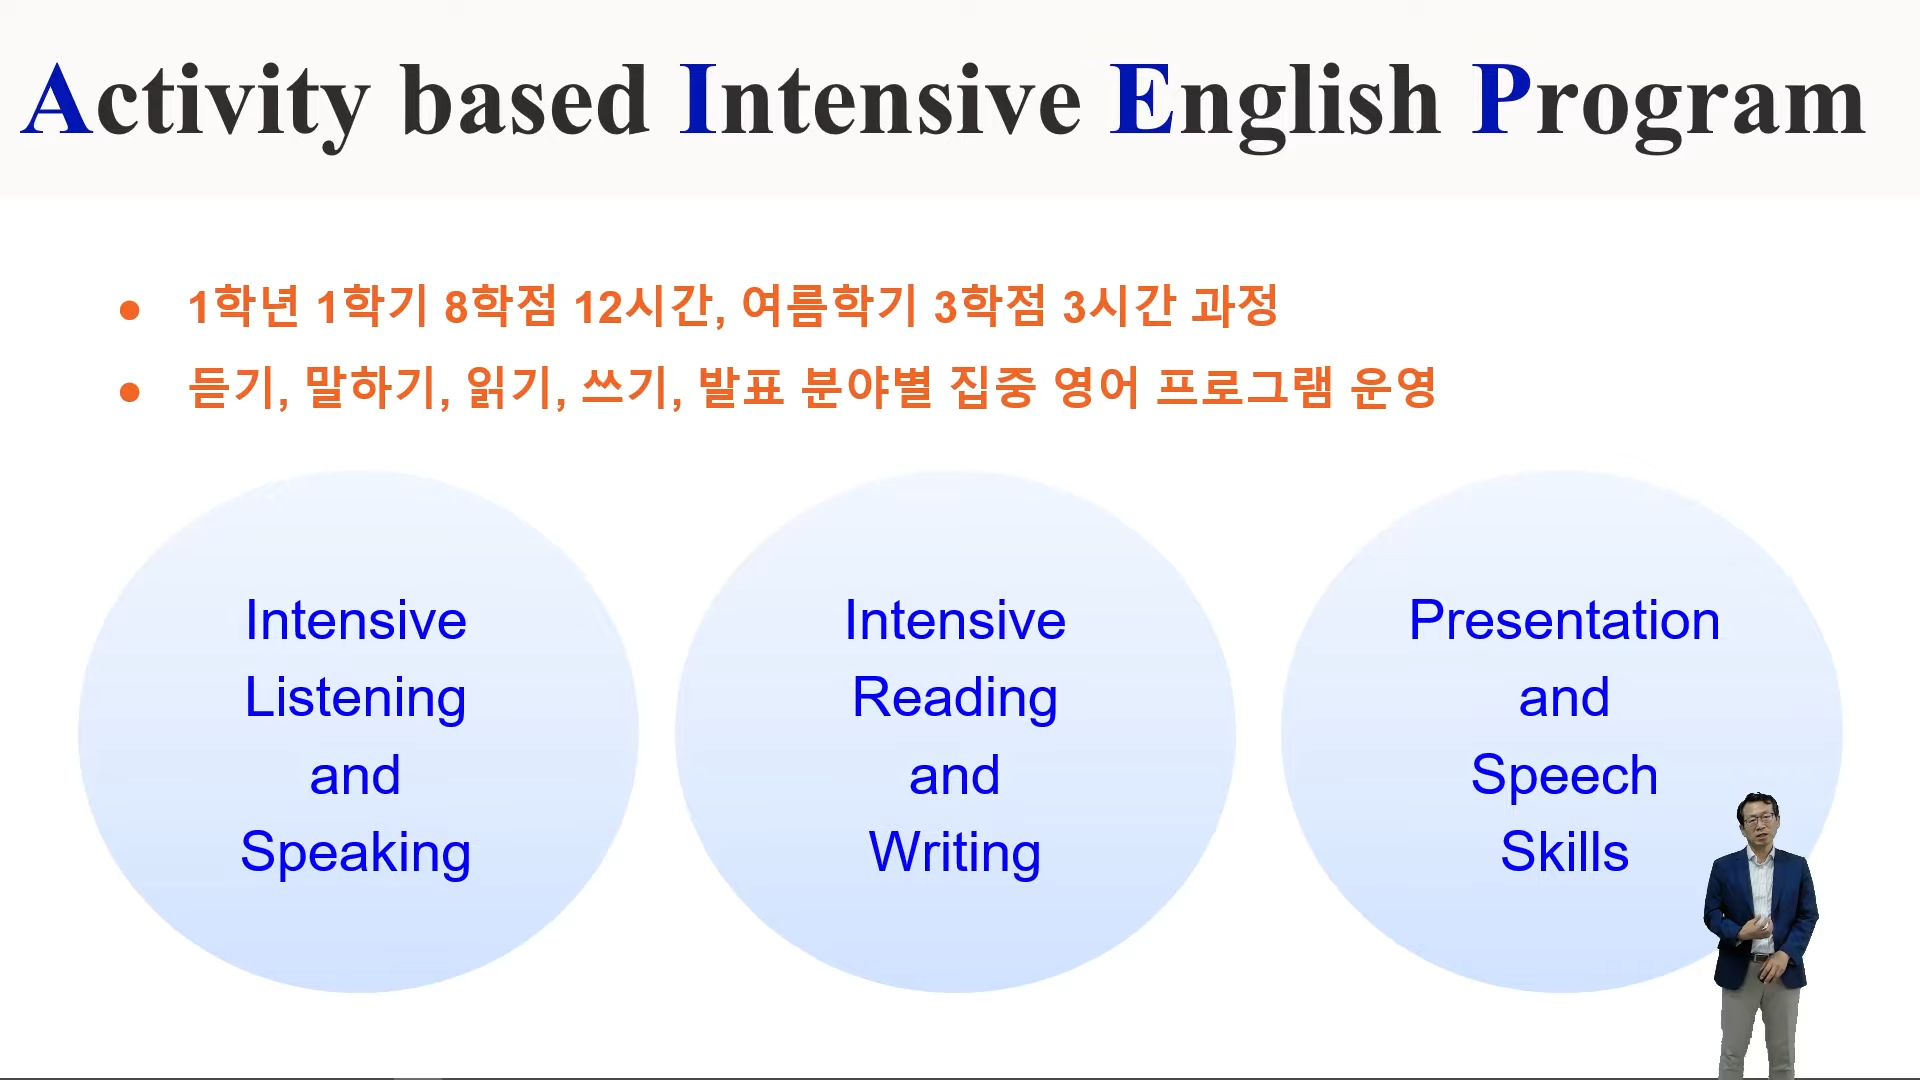 Activity based Intensive English Program
● 1학년 1학기 8학점 12시간, 여름학기 3학점 3시간 과정
● 듣기, 말하기, 읽기, 쓰기, 발표 분야별 집중 영어 프로그램 운영
Intensive
Listening
and
Speaking
Intensive
Reading
and
Writing
Presentation
and
Speech
Skills